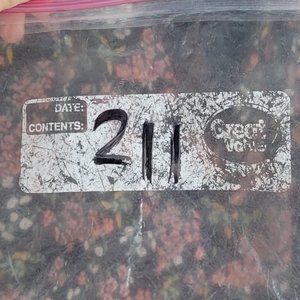 DATE:
CONTENTS: 211
Great
Value